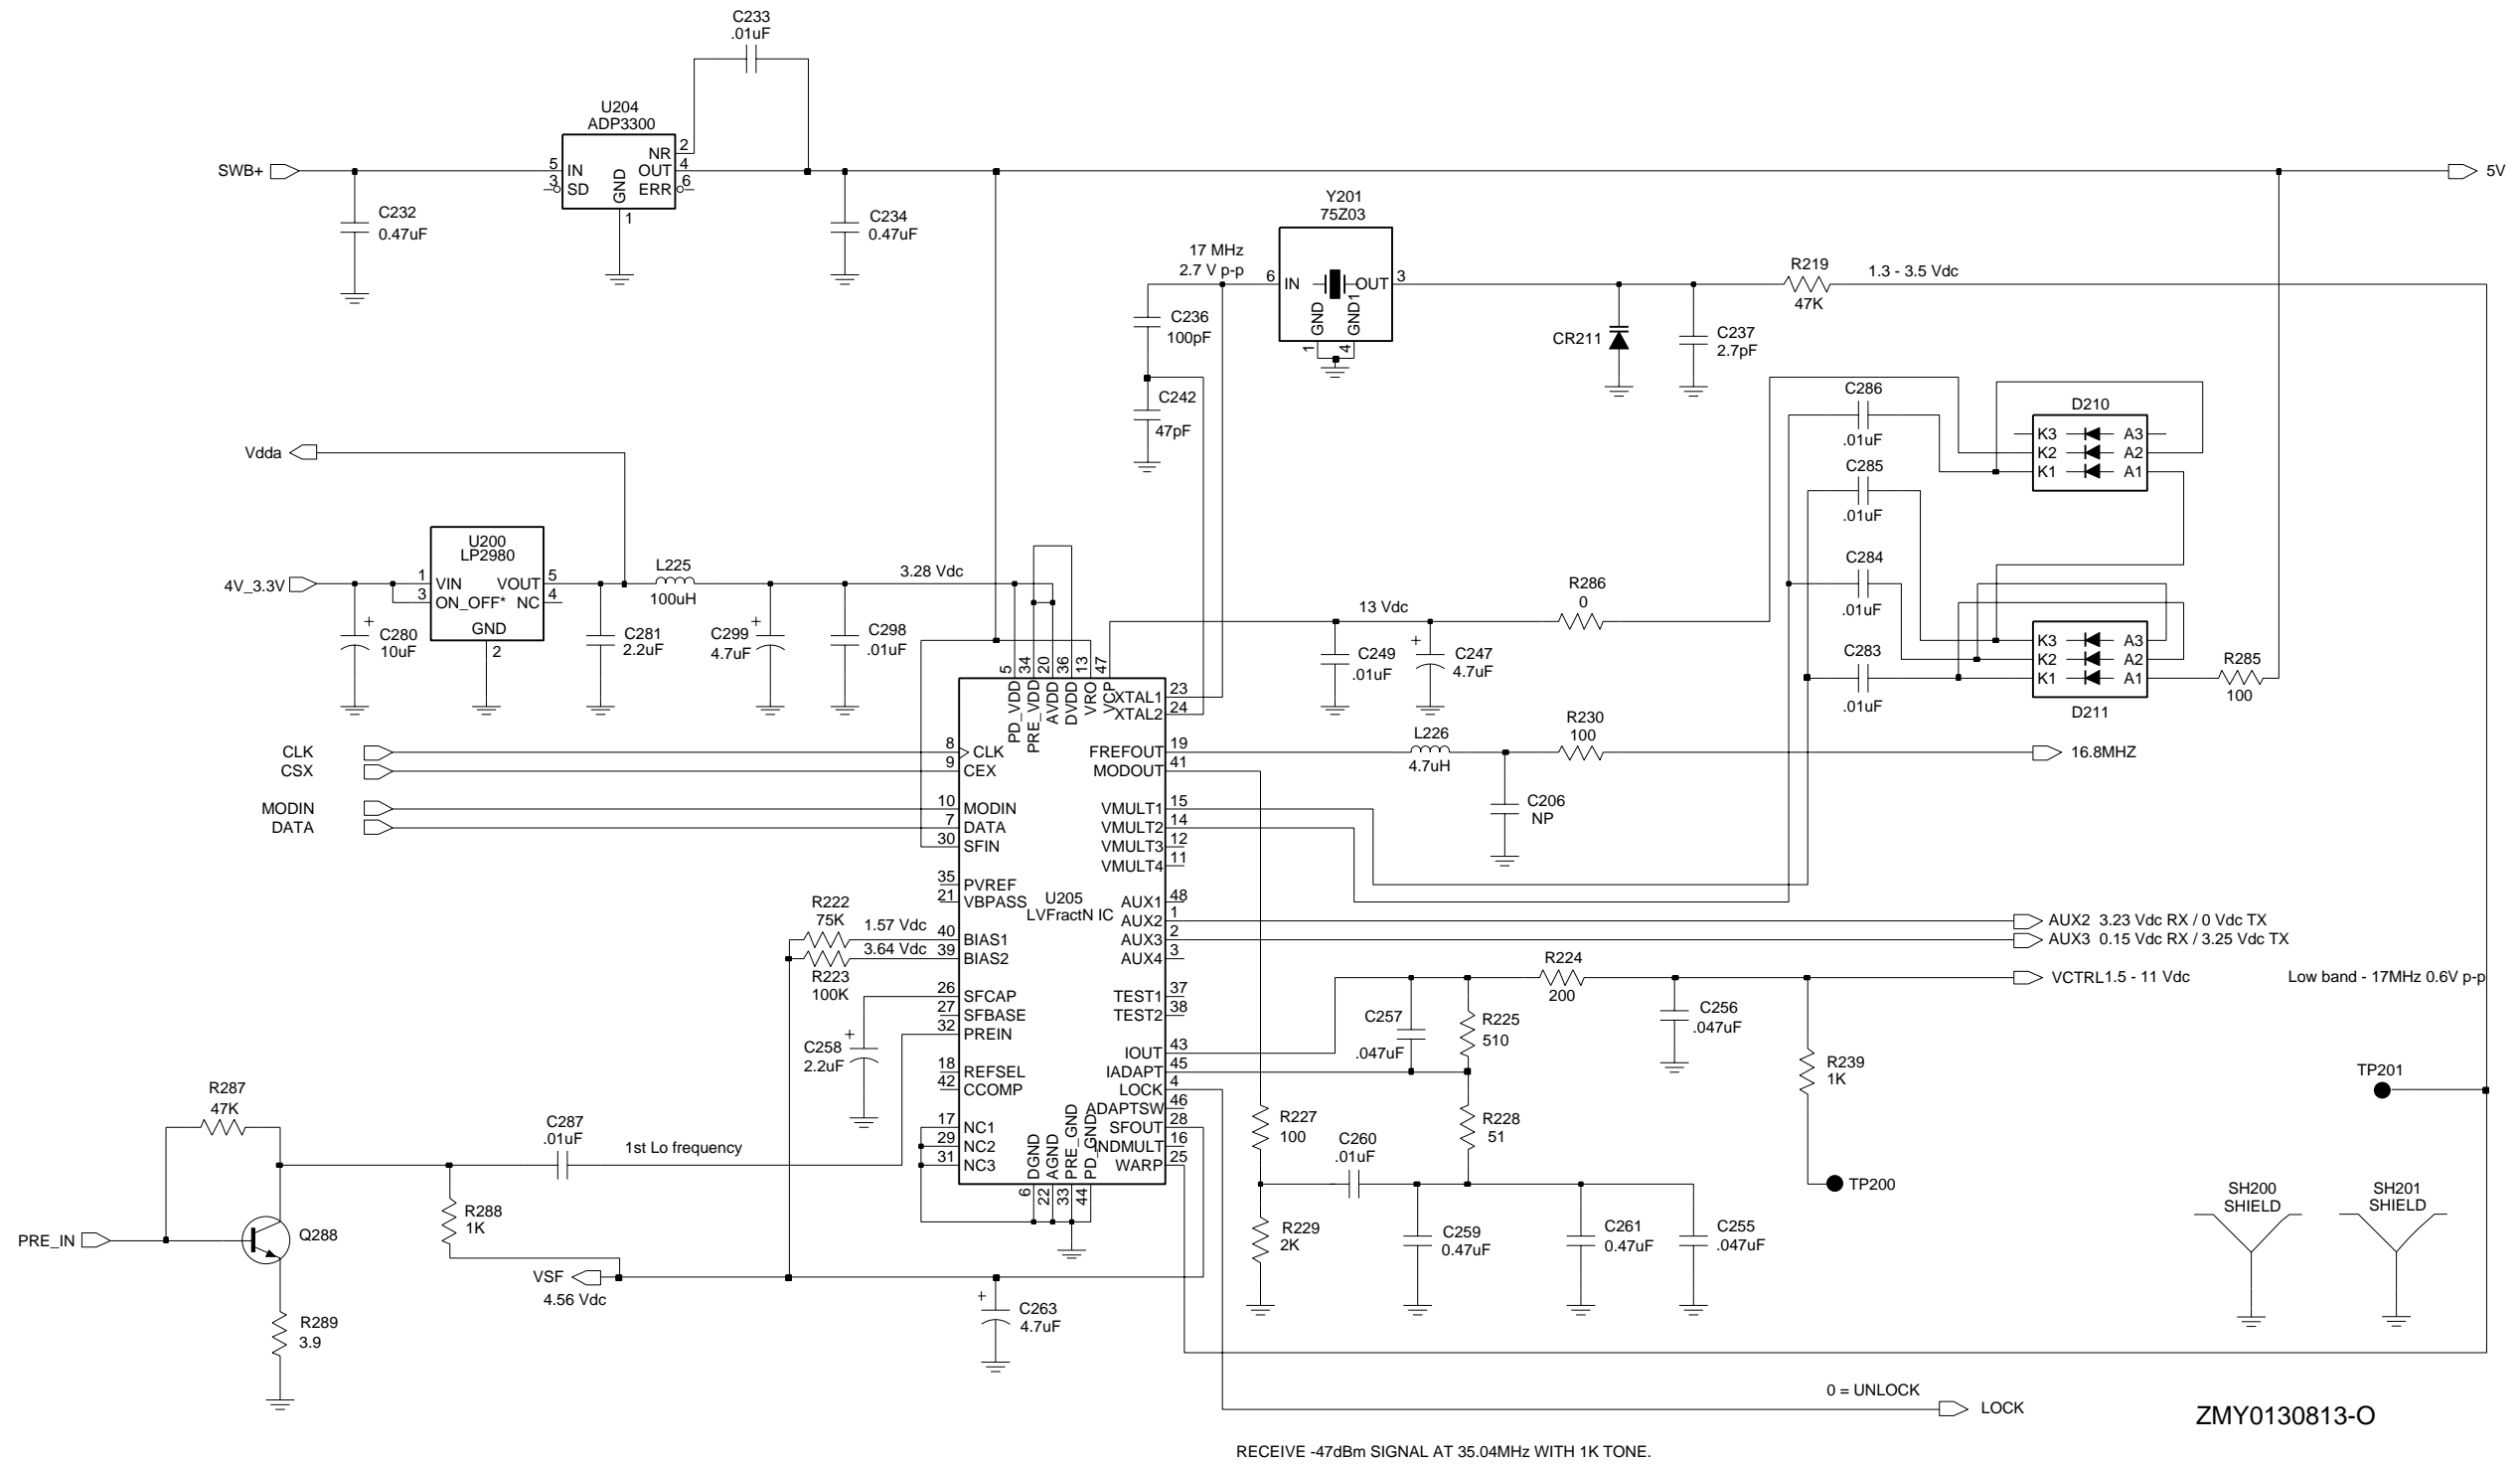 C233
.01uF
U204
ADP3300
NR 2
5 IN OUT 4
3 SD ERR 6
GND
1
SWB+
5V
C232
0.47uF
C234
0.47uF
Y201
75Z03
17 MHz
2.7 V p-p
6 IN OUT 3
GND GND1
1 4
R219
47K
1.3 - 3.5 Vdc
C236
100pF
CR211
C237
2.7pF
C242
47pF
C286
.01uF
D210
K3 A3
K2 A2
K1 A1
C285
.01uF
Vdda
U200
LP2980
1 VIN VOUT 5
3 ON_OFF* NC 4
GND
2
4V_3.3V
L225
100uH
3.28 Vdc
C280
10uF
C281
2.2uF
C299
4.7uF
C298
.01uF
C284
.01uF
R286
0
13 Vdc
C249
.01uF
C247
4.7uF
K3 A3
K2 A2
K1 A1
D211
C283
.01uF
R285
100
5 34 20 36 13 47
PD_VDD PRE_VDD AVDD DVDD VRO VCP
XTAL1 23
XTAL2 24
CLK
CSX
MODIN
DATA
8 CLK
9 CEX
10 MODIN
7 DATA
30 SFIN
35 PVREF
21 VBPASS
40 BIAS1
39 BIAS2
26 SFCAP
27 SFBASE
32 PREIN
18 REFSEL
42 CCOMP
17 NC1
29 NC2
31 NC3
U205
LVFractN IC
FREFOUT 19
MODOUT 41
VMULT1 15
VMULT2 14
VMULT3 12
VMULT4 11
AUX1 48
AUX2 1
AUX3 2
AUX4 3
TEST1 37
TEST2 38
IOUT 43
IADAPT 45
LOCK 4
ADAPTSW 46
SFOUT 28
INDMULT 16
WARP 25
DGND AGND PRE_GND PD_GND
6 22 33 44
L226
4.7uH
R230
100
16.8MHZ
C206
NP
R222
75K
1.57 Vdc
3.64 Vdc
R223
100K
AUX2 3.23 Vdc RX / 0 Vdc TX
AUX3 0.15 Vdc RX / 3.25 Vdc TX
R224
200
VCTRL 1.5 - 11 Vdc
Low band - 17MHz 0.6V p-p
C257
.047uF
R225
510
C256
.047uF
C258
2.2uF
R239
1K
TP201
R287
47K
C287
.01uF
1st Lo frequency
R227
100
C260
.01uF
R228
51
TP200
R288
1K
PRE_IN
Q288
R229
2K
C259
0.47uF
C261
0.47uF
C255
.047uF
SH200
SHIELD
SH201
SHIELD
VSF
4.56 Vdc
C263
4.7uF
R289
3.9
0 = UNLOCK
LOCK
ZMY0130813-O
RECEIVE -47dBm SIGNAL AT 35.04MHz WITH 1K TONE.